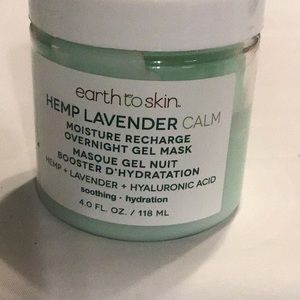 earth to skin™
HEMP LAVENDER CALM
MOISTURE RECHARGE
OVERNIGHT GEL MASK
MASQUE GEL NUIT
BOOSTER D'HYDRATATION
HEMP + LAVENDER + HYALURONIC ACID
soothing · hydration
4.0 FL. OZ. / 118 ML